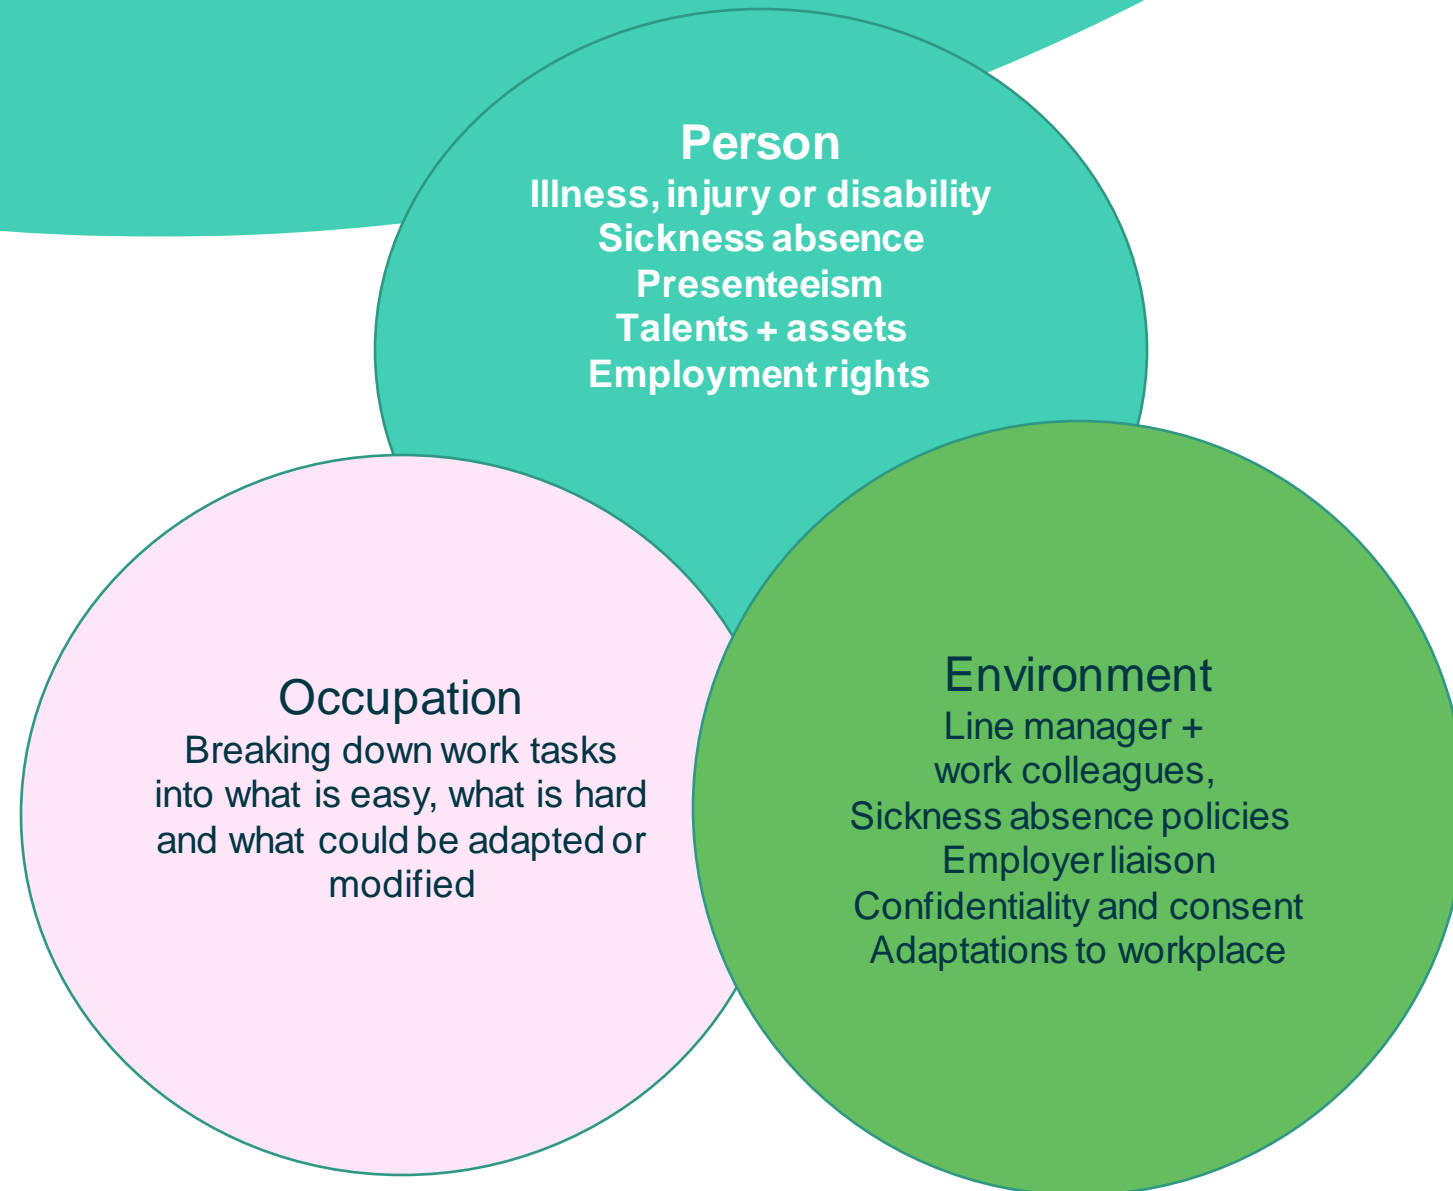 Person
Illness, injury or disability
Sickness absence
Presenteeism
Talents + assets
Employment rights
Occupation
Breaking down work tasks
into what is easy, what is hard
and what could be adapted or
modified
Environment
Line manager +
work colleagues,
Sickness absence policies
Employer liaison
Confidentiality and consent
Adaptations to workplace